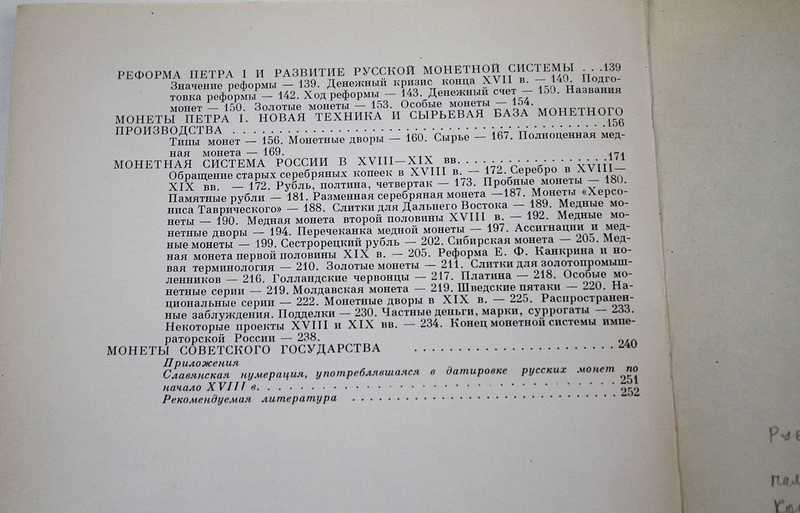 РЕФОРМА ПЕТРА I И РАЗВИТИЕ РУССКОЙ МОНЕТНОЙ СИСТЕМЫ . . .139
Значение реформы — 139. Денежный кризис конца XVII в. — 140. Подго-
товка реформы — 142. Ход реформы — 143. Денежный счет — 150. Названия
монет — 150. Золотые монеты — 153. Особые монеты — 154.
МОНЕТЫ ПЕТРА I. НОВАЯ ТЕХНИКА И СЫРЬЕВАЯ БАЗА МОНЕТНОГО
ПРОИЗВОДСТВА . . . . . . . . . . . . . . . . . . . . . . . . . . . .156
Типы монет — 156. Монетные дворы — 160. Сырье — 167. Полноценная мед-
ная монета — 169.
МОНЕТНАЯ СИСТЕМА РОССИИ В XVIII—XIX вв. . . . . . . . . . . . .171
Обращение старых серебряных копеек в XVIII в. — 172. Серебро в XVIII—
XIX вв. — 172. Рубль, полтина, четвертак — 173. Пробные монеты — 180.
Памятные рубли — 181. Разменная серебряная монета —187. Монеты «Херсо-
ниса Таврического» — 188. Слитки для Дальнего Востока — 189. Медные мо-
неты — 190. Медная монета второй половины XVIII в. — 192. Медные мо-
нетные дворы — 194. Перечеканка медной монеты — 197. Ассигнации и мед-
ные монеты — 199. Сестрорецкий рубль — 202. Сибирская монета — 205. Мед-
ная монета первой половины XIX в. — 205. Реформа Е. Ф. Канкрина и но-
вая терминология — 210. Золотые монеты — 211. Слитки для золотопромыш-
ленников — 216. Голландские червонцы — 217. Платина — 218. Особые мо-
нетные серии — 219. Молдавская монета — 219. Шведские пятаки — 220. На-
циональные серии — 222. Монетные дворы в XIX в. — 225. Распространен-
ные заблуждения. Подделки — 230. Частные деньги, марки, суррогаты — 233.
Некоторые проекты XVIII и XIX вв. — 234. Конец монетной системы импе-
раторской России — 238.
МОНЕТЫ СОВЕТСКОГО ГОСУДАРСТВА . . . . . . . . . . . . . . . . . 240
Приложения
Славянская нумерация, употреблявшаяся в датировке русских монет по
начало XVIII в. . . . . . . . . . . . . . . . . . . . . . . . . . . 251
Рекомендуемая литература . . . . . . . . . . . . . . . . . . . . . 252